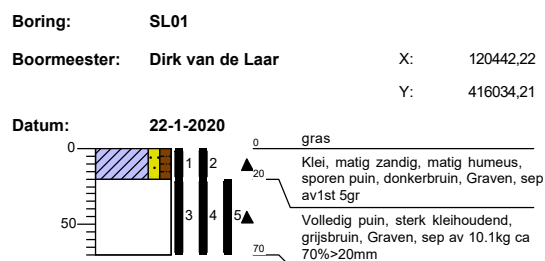 Boring: SL01
Boormeester: Dirk van de Laar X: 120442,22
Y: 416034,21
Datum: 22-1-2020
0 0 gras
1 2 Klei, matig zandig, matig humeus,
20 sporen puin, donkerbruin, Graven, sep
av1st 5gr
50 3 4 5 Volledig puin, sterk kleihoudend,
grijsbruin, Graven, sep av 10.1kg ca
70 70%>20mm